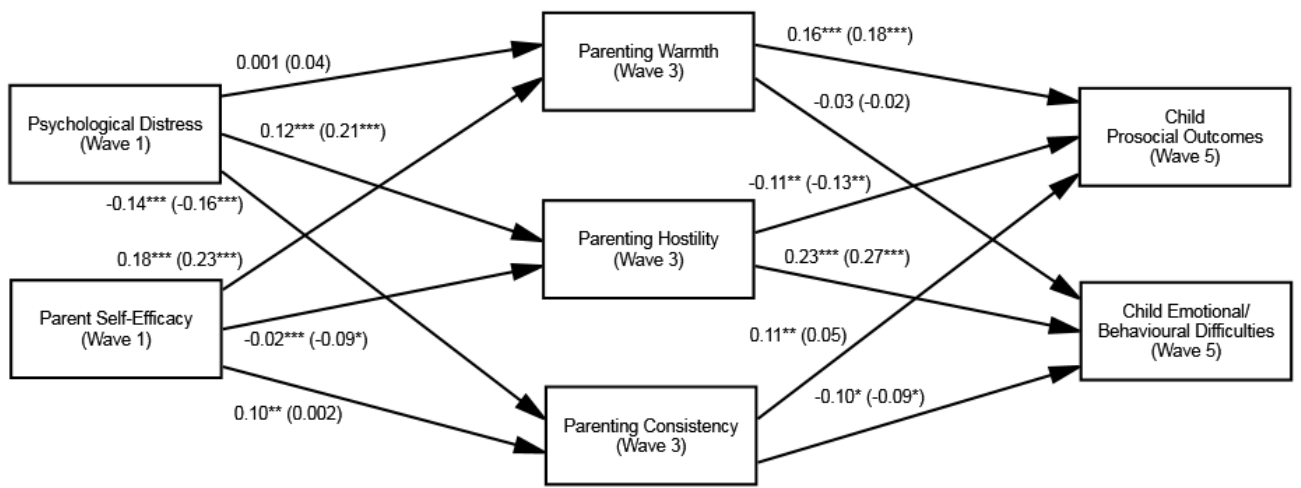 Psychological Distress
(Wave 1)
Parent Self-Efficacy
(Wave 1)
0.001 (0.04)
0.12*** (0.21***)
-0.14*** (-0.16***)
0.18*** (0.23***)
-0.02*** (-0.09*)
0.10** (0.002)
Parenting Warmth
(Wave 3)
Parenting Hostility
(Wave 3)
Parenting Consistency
(Wave 3)
0.16*** (0.18***)
-0.03 (-0.02)
-0.11** (-0.13**)
0.23*** (0.27***)
0.11** (0.05)
-0.10* (-0.09*)
Child
Prosocial Outcomes
(Wave 5)
Child Emotional/
Behavioural Difficulties
(Wave 5)